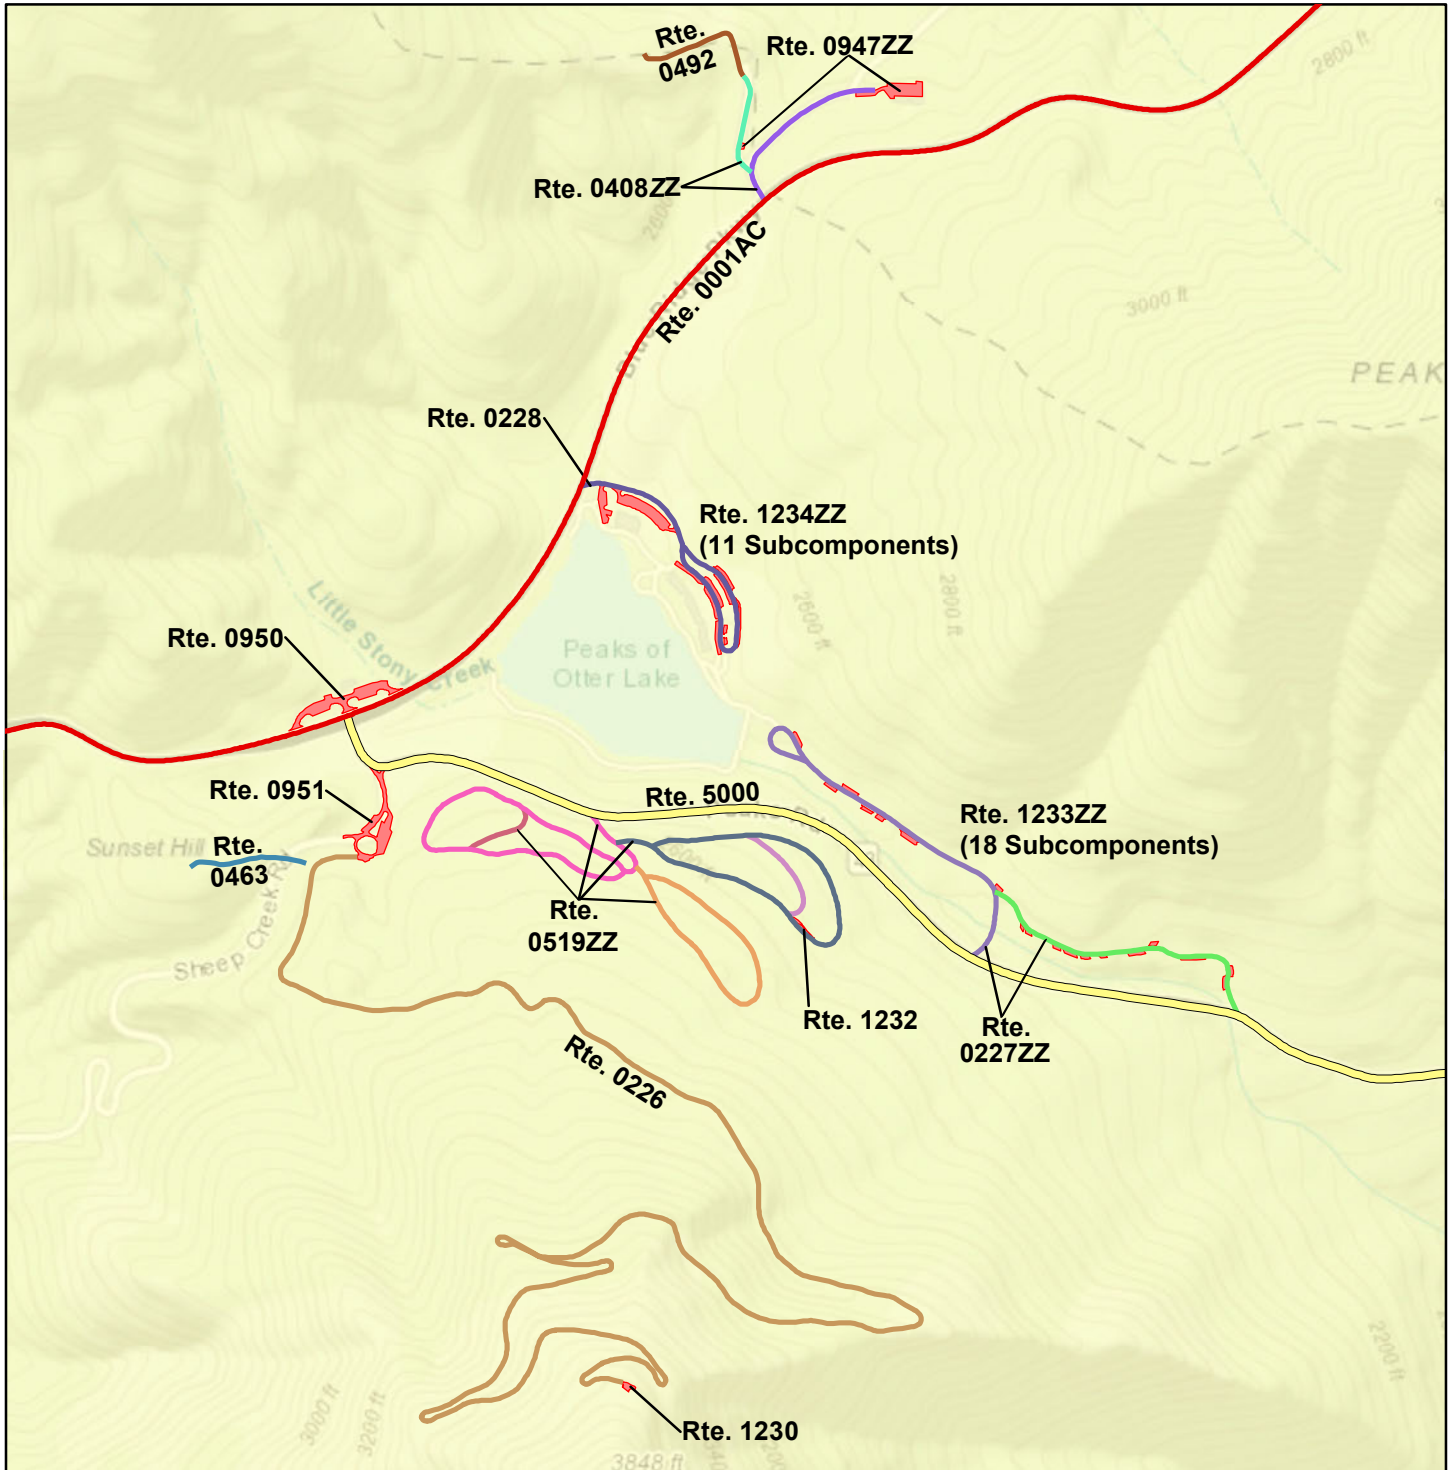 Rte.
0492
Rte. 0947ZZ
2800 ft
Rte. 0408ZZ
2600
Rte. 0001AC
3000 ft
PEAK
Rte. 0228
Rte. 1234ZZ
(11 Subcomponents)
Little Stony Creek
2600 ft
2800 ft
Rte. 0950
Peaks of
Otter Lake
Rte. 0951
Rte. 5000
Rte. 1233ZZ
(18 Subcomponents)
Sunset Hill
Rte.
0463
Sheep Creek Rd
Rte.
0519ZZ
Rte. 1232
Rte.
0227ZZ
Rte. 0226
2200 ft
3000 ft
3200 ft
Rte. 1230
3848 ft